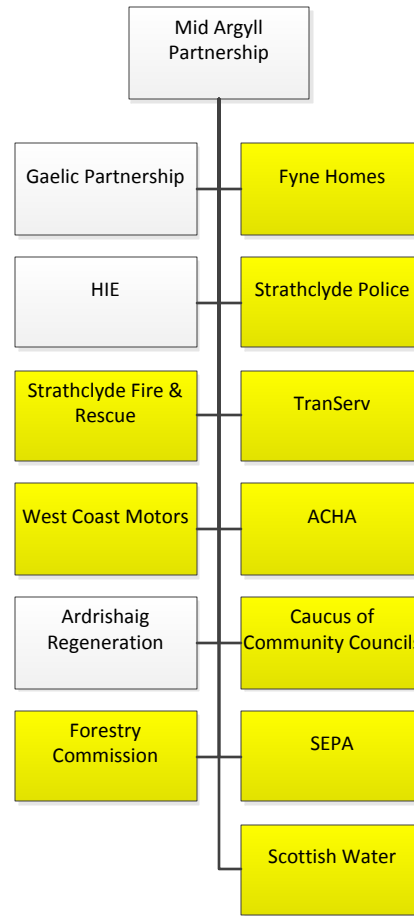 Mid Argyll
Partnership
Gaelic Partnership
Fyne Homes
HIE
Strathclyde Police
Strathclyde Fire &
Rescue
TranServ
West Coast Motors
ACHA
Ardrishaig
Regeneration
Caucus of
Community Councils
Forestry
Commission
SEPA
Scottish Water